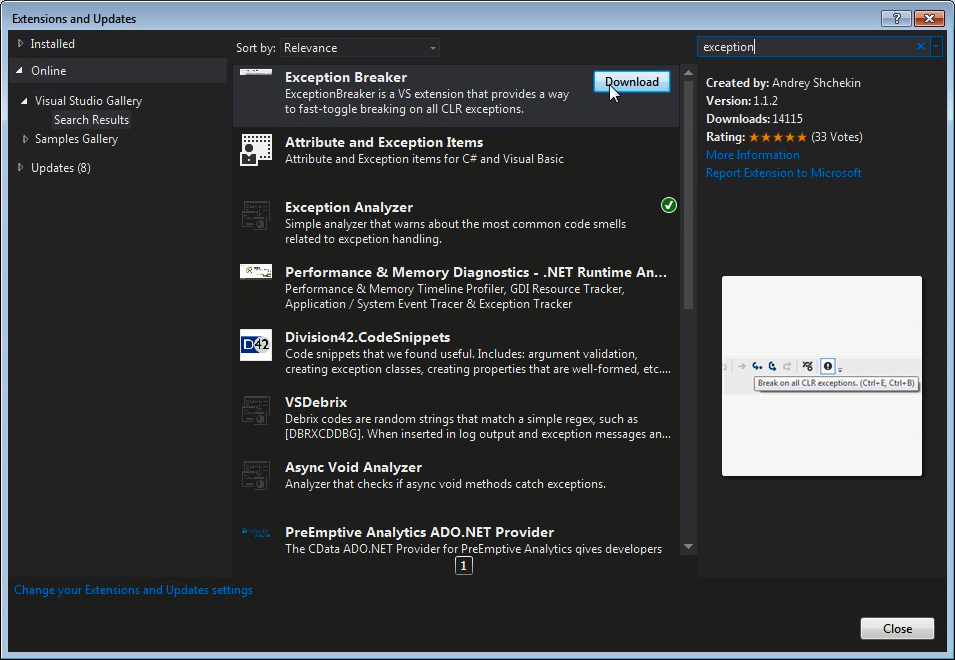 Extensions and Updates
Installed
Online
Visual Studio Gallery
Search Results
Samples Gallery
Updates (8)
Sort by: Relevance
Exception Breaker
ExceptionBreaker is a VS extension that provides a way
to fast-toggle breaking on all CLR exceptions.
Download
Attribute and Exception Items
Attribute and Exception items for C# and Visual Basic
Exception Analyzer
Simple analyzer that warns about the most common code smells
related to excpetion handling.
Performance & Memory Diagnostics - .NET Runtime An...
Performance & Memory Timeline Profiler, GDI Resource Tracker,
Application / System Event Tracer & Exception Tracker
D42
Division42.CodeSnippets
Code snippets that we found useful. Includes: argument validation,
creating exception classes, creating properties that are well-formed, etc....
VSDebrix
Debrix codes are random strings that match a simple regex, such as
[DBRXCDDBG]. When inserted in log output and exception messages an...
Async Void Analyzer
Analyzer that checks if async void methods catch exceptions.
PreEmptive Analytics ADO.NET Provider
The CData ADO.NET Provider for PreEmptive Analytics gives developers
1
exception
Created by: Andrey Shchekin
Version: 1.1.2
Downloads: 14115
Rating: ★★★★★ (33 Votes)
More Information
Report Extension to Microsoft
Break on all CLR exceptions. (Ctrl+E, Ctrl+B)
Change your Extensions and Updates settings
Close